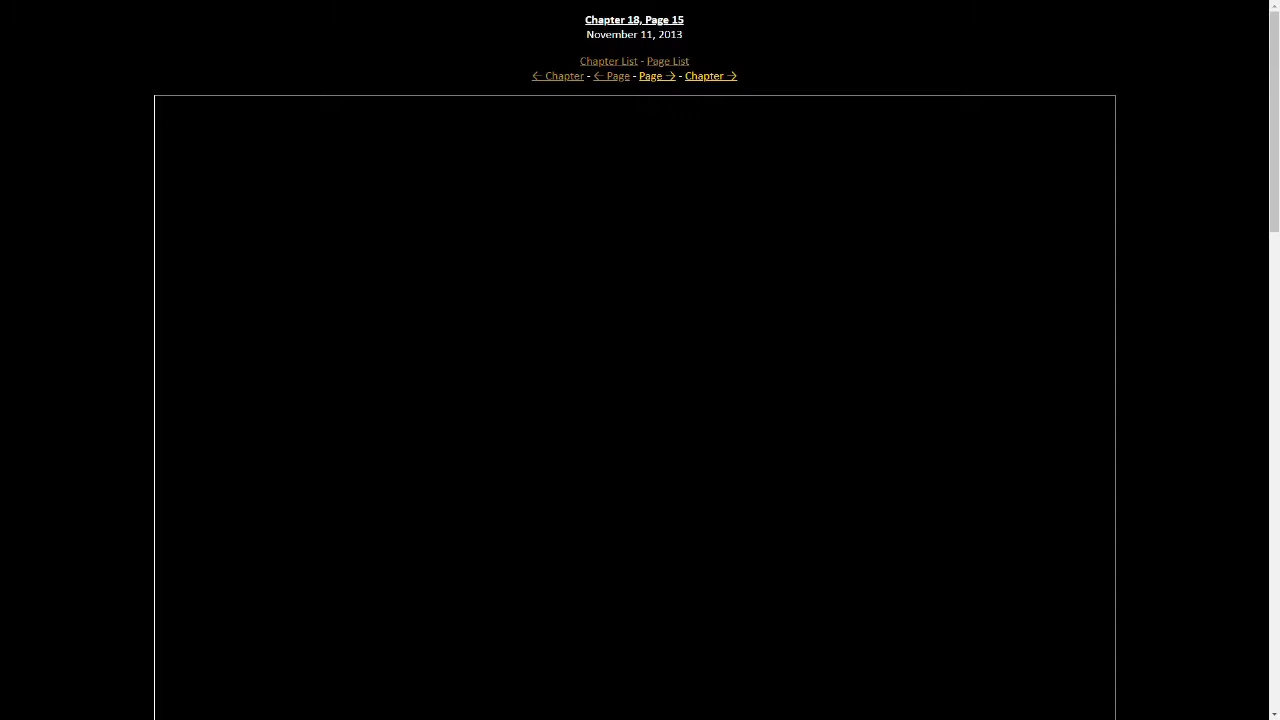 Chapter 18, Page 15
November 11, 2013
Chapter List - Page List
← Chapter - ← Page - Page → - Chapter →